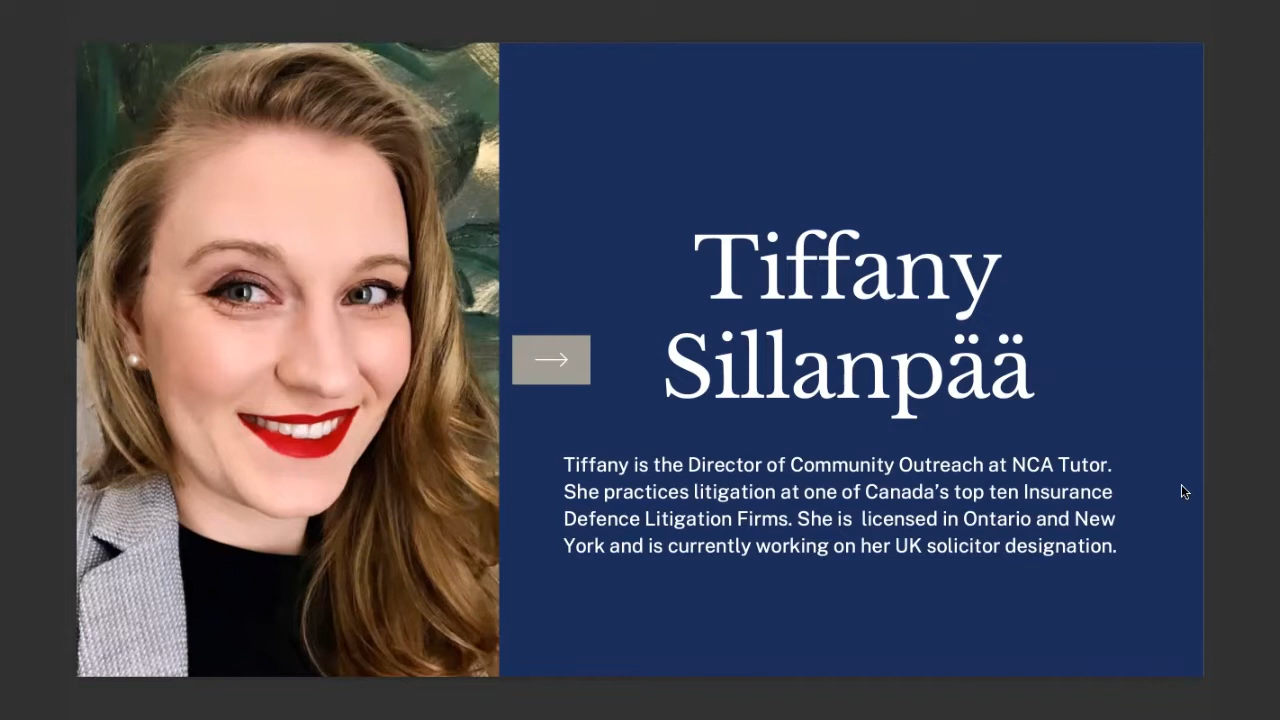 Tiffany
Sillanpää
Tiffany is the Director of Community Outreach at NCA Tutor.
She practices litigation at one of Canada’s top ten Insurance
Defence Litigation Firms. She is  licensed in Ontario and New
York and is currently working on her UK solicitor designation.